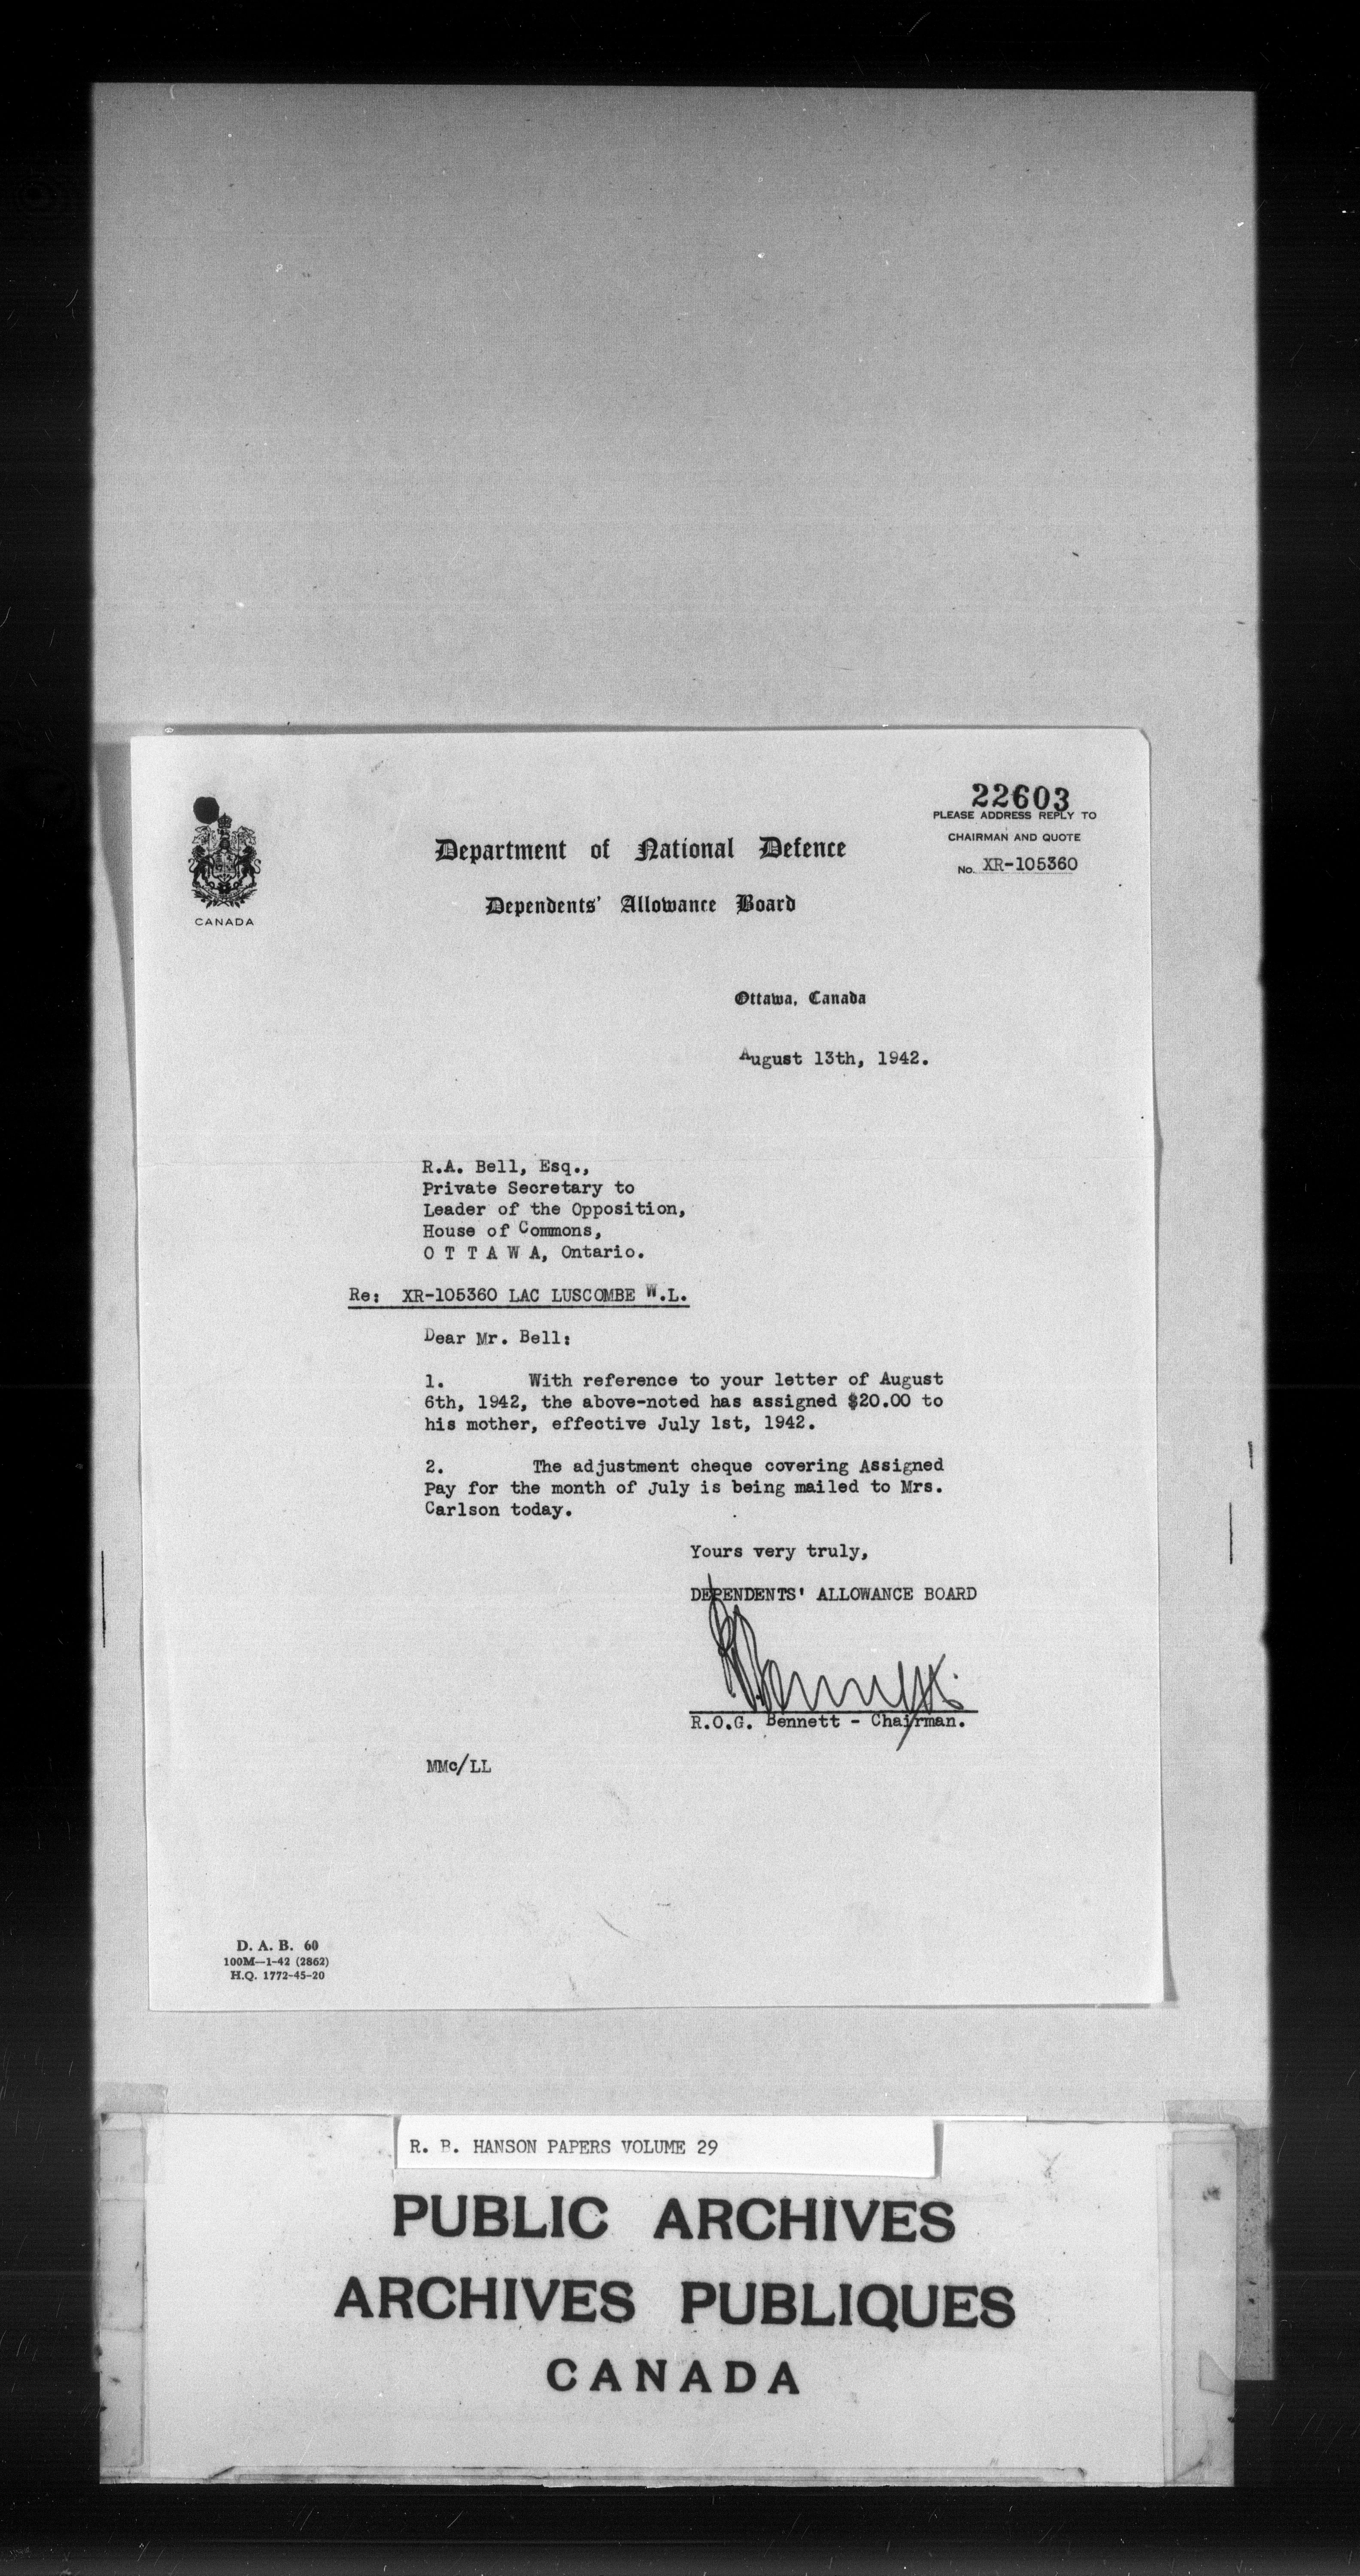 22603
PLEASE ADDRESS REPLY TO
CHAIRMAN AND QUOTE
No. XR-105360
CANADA
Department of National Defence
Dependents' Allowance Board
Ottawa, Canada
August 13th, 1942.
R.A. Bell, Esq.,
Private Secretary to
Leader of the Opposition,
House of Commons,
O T T A W A, Ontario.
Re: XR-105360 LAC LUSCOMBE W.L.
Dear Mr. Bell:
1. With reference to your letter of August
6th, 1942, the above-noted has assigned $20.00 to
his mother, effective July 1st, 1942.
2. The adjustment cheque covering Assigned
Pay for the month of July is being mailed to Mrs.
Carlson today.
Yours very truly,
DEPENDENTS' ALLOWANCE BOARD
R.O.G. Bennett - Chairman.
MMc/LL
D. A. B. 60
100M—1-42 (2862)
H.Q. 1772-45-20
R. B. HANSON PAPERS VOLUME 29
PUBLIC ARCHIVES
ARCHIVES PUBLIQUES
CANADA